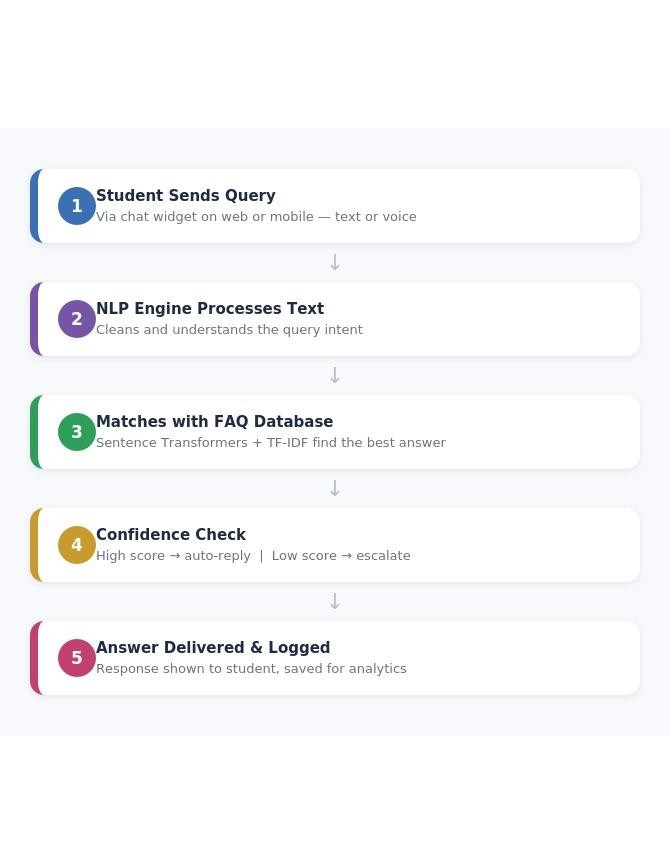 1
Student Sends Query
Via chat widget on web or mobile — text or voice
↓
2
NLP Engine Processes Text
Cleans and understands the query intent
↓
3
Matches with FAQ Database
Sentence Transformers + TF-IDF find the best answer
↓
4
Confidence Check
High score → auto-reply | Low score → escalate
↓
5
Answer Delivered & Logged
Response shown to student, saved for analytics